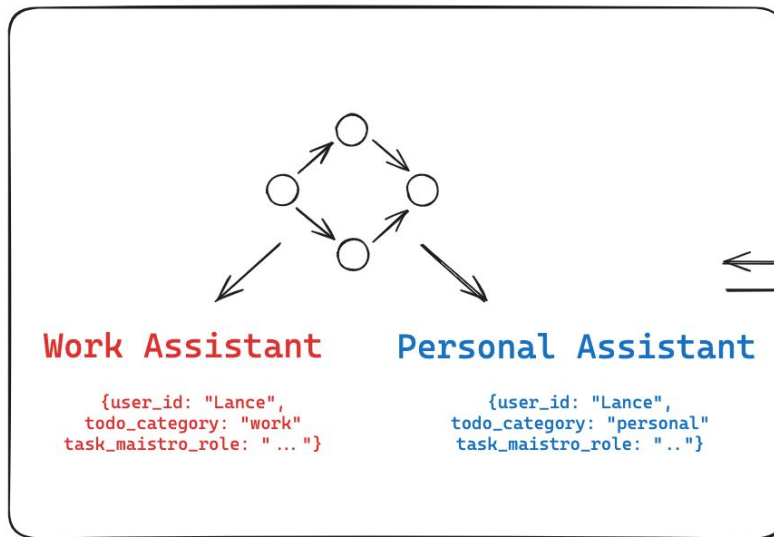 Work Assistant
{user_id: "Lance",
todo_category: "work"
task_maistro_role: "..."}
Personal Assistant
{user_id: "Lance",
todo_category: "personal"
task_maistro_role: ".."}